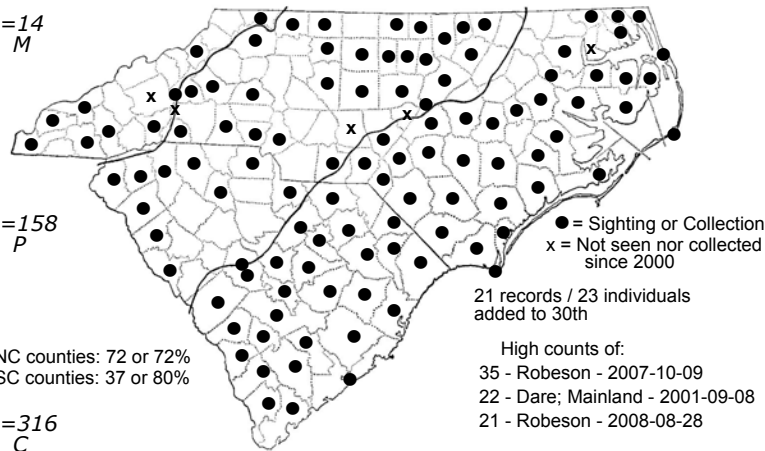 =14
M
=158
P
● = Sighting or Collection
x = Not seen nor collected
since 2000
21 records / 23 individuals
added to 30th
NC counties: 72 or 72%
SC counties: 37 or 80%
High counts of:
35 - Robeson - 2007-10-09
22 - Dare; Mainland - 2001-09-08
21 - Robeson - 2008-08-28
=316
C